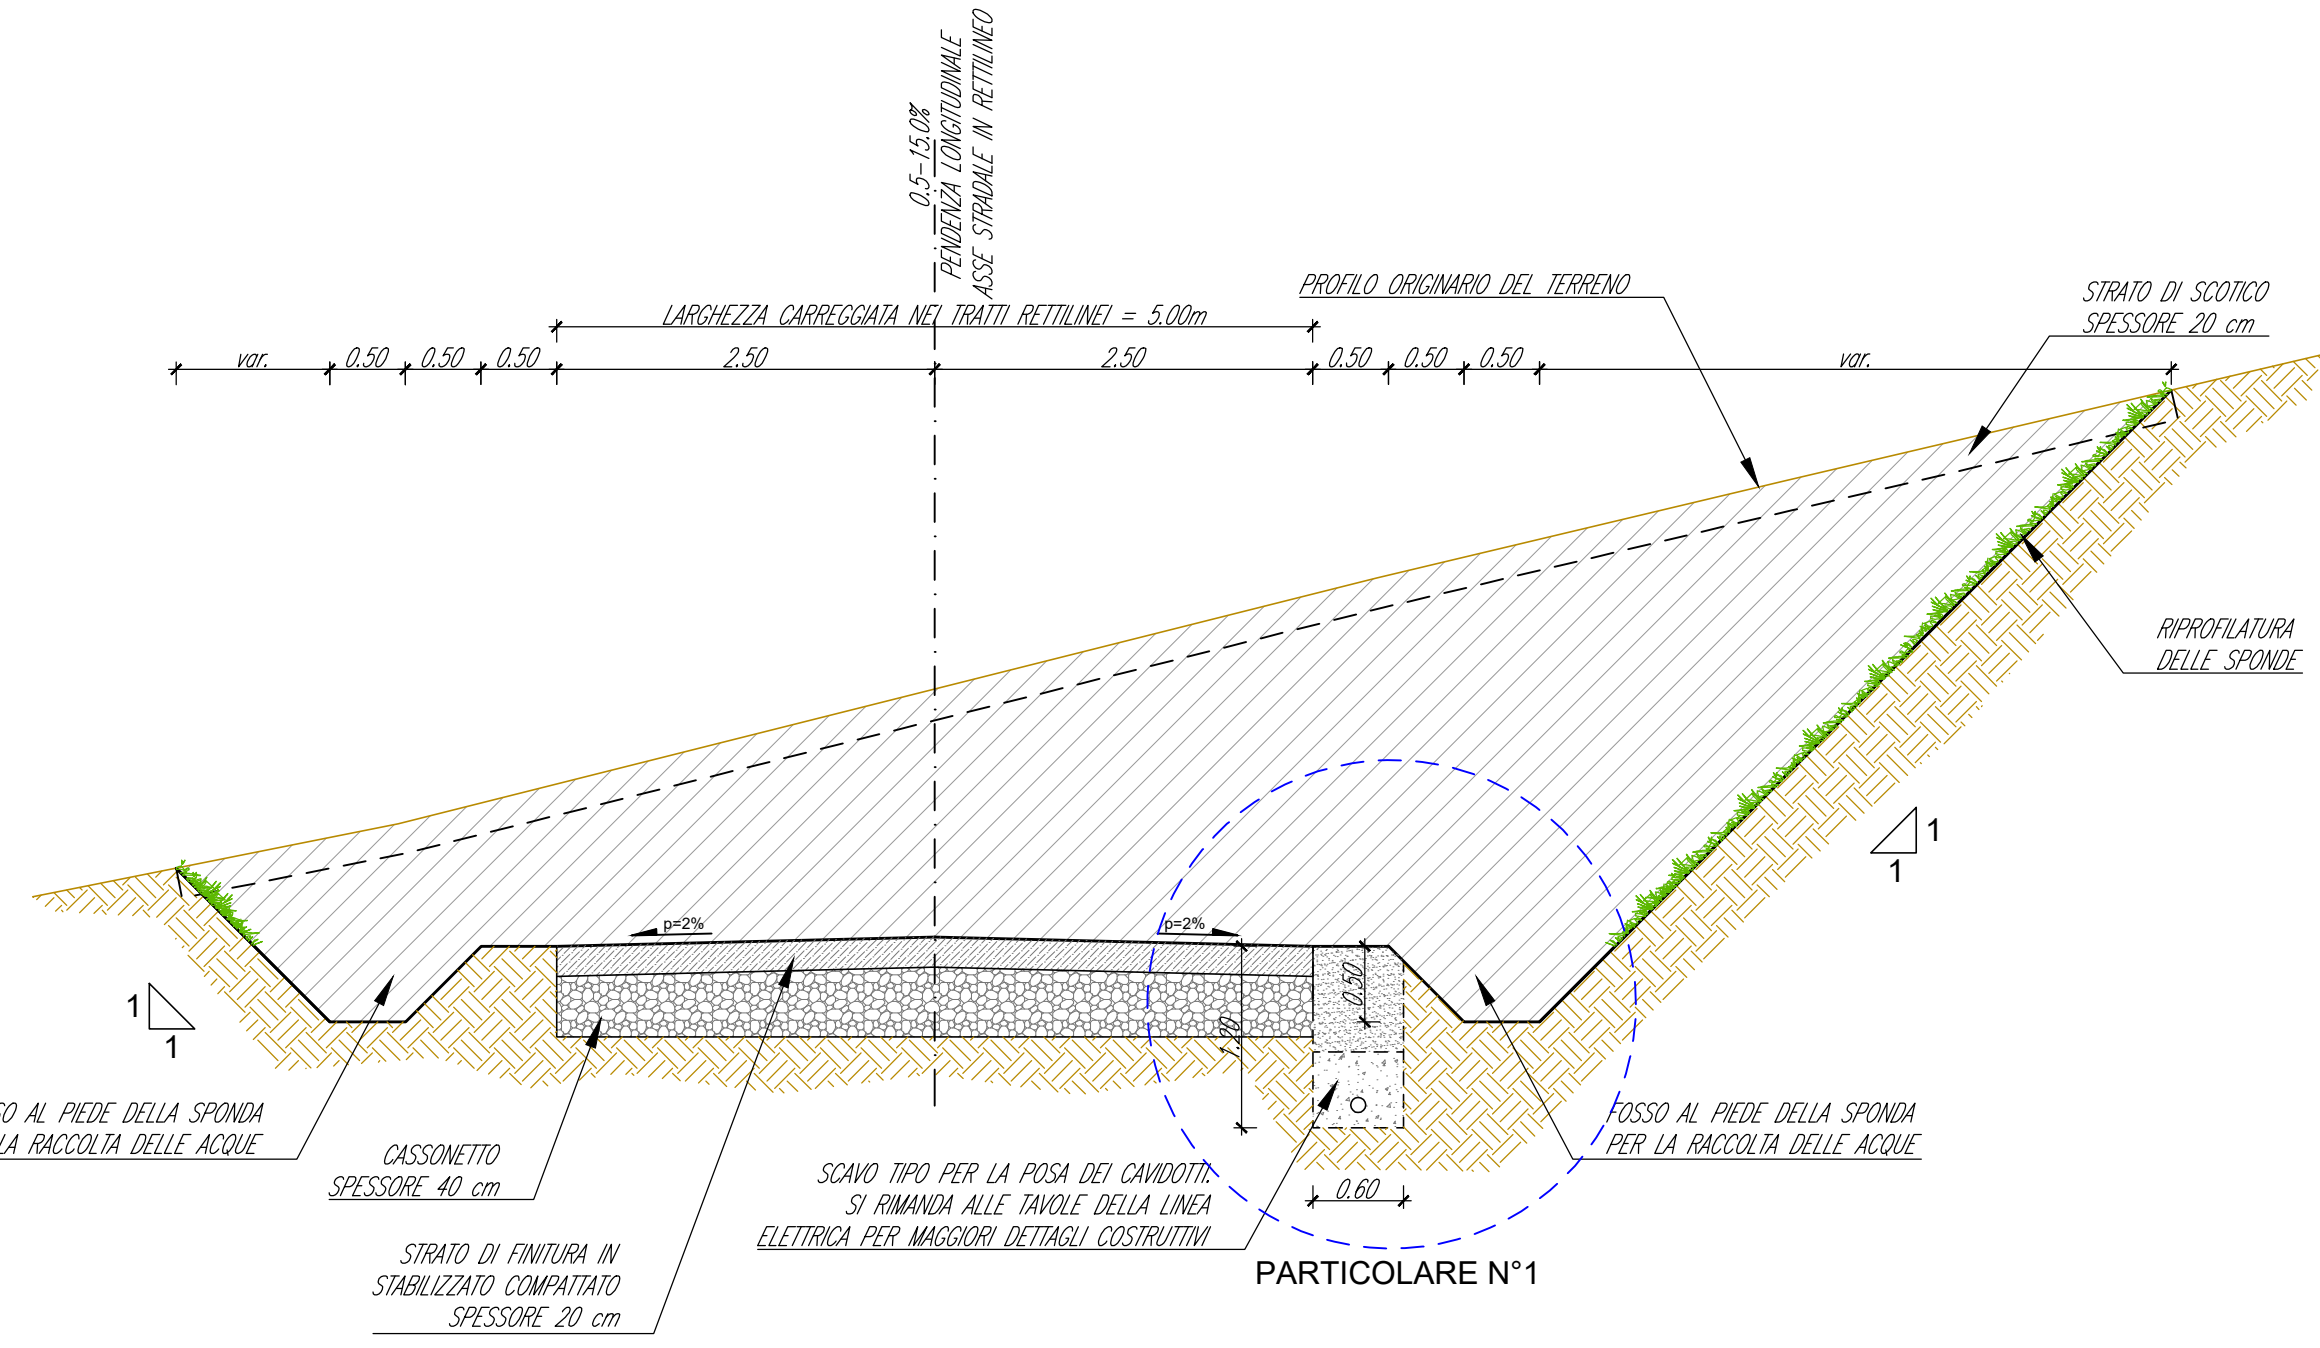 0.5-15.0%
PENDENZA LONGITUDINALE
ASSE STRADALE IN RETTILINEO
PROFILO ORIGINARIO DEL TERRENO
STRATO DI SCOTICO
SPESSORE 20 cm
LARGHEZZA CARREGGIATA NEI TRATTI RETTILINEI = 5.00m
var.
0.50
0.50
0.50
2.50
2.50
0.50
0.50
0.50
var.
RIPROFILATURA
DELLE SPONDE
1
1
p=2%
p=2%
0.50
1.20
1
1
AL PIEDE DELLA SPONDA
LA RACCOLTA DELLE ACQUE
CASSONETTO
SPESSORE 40 cm
STRATO DI FINITURA IN
STABILIZZATO COMPATTATO
SPESSORE 20 cm
SCAVO TIPO PER LA POSA DEI CAVIDOTTI.
SI RIMANDA ALLE TAVOLE DELLA LINEA
ELETTRICA PER MAGGIORI DETTAGLI COSTRUTTIVI
0.60
FOSSO AL PIEDE DELLA SPONDA
PER LA RACCOLTA DELLE ACQUE
PARTICOLARE N°1